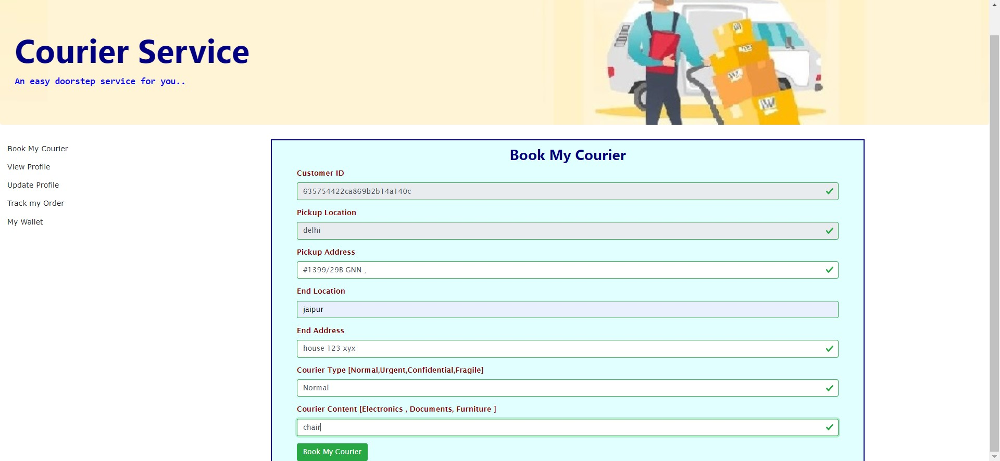 Courier Service
An easy doorstep service for you..
Book My Courier
View Profile
Update Profile
Track my Order
My Wallet
Book My Courier
Customer ID
635754422ca869b2b14a140c
Pickup Location
delhi
Pickup Address
#1399/29B GNN ,
End Location
jaipur
End Address
house 123 xyx
Courier Type [Normal,Urgent,Confidential,Fragile]
Normal
Courier Content [Electronics , Documents, Furniture ]
chair
Book My Courier